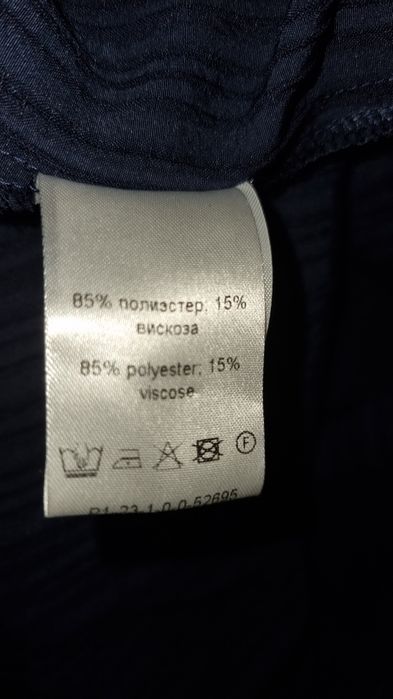 85% полиэстер; 15%
вискоза
85% polyester; 15%
viscose
F